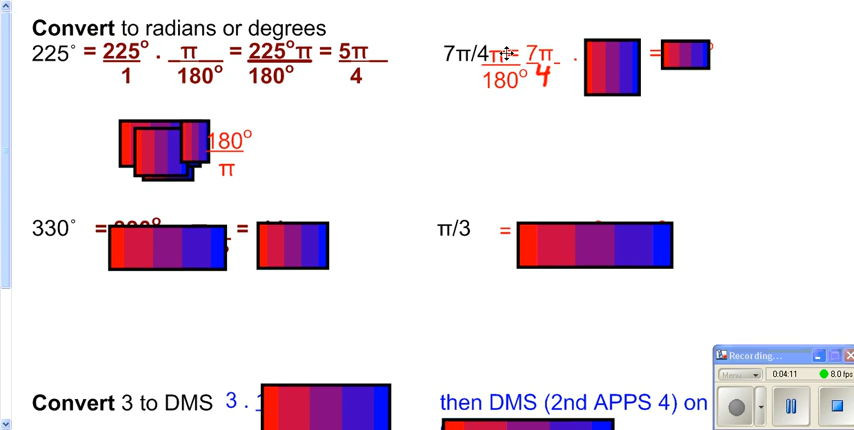 Convert to radians or degrees
225° = 225° . π = 225°π = 5π
1 180° 180° 4
7π/4 = 7π . =
π
180° 4
180°
π
330° = =
π/3 =
Convert 3 to DMS 3 .
then DMS (2nd APPS 4) on
Recording...
Menu 0:04:11 8.0 fps